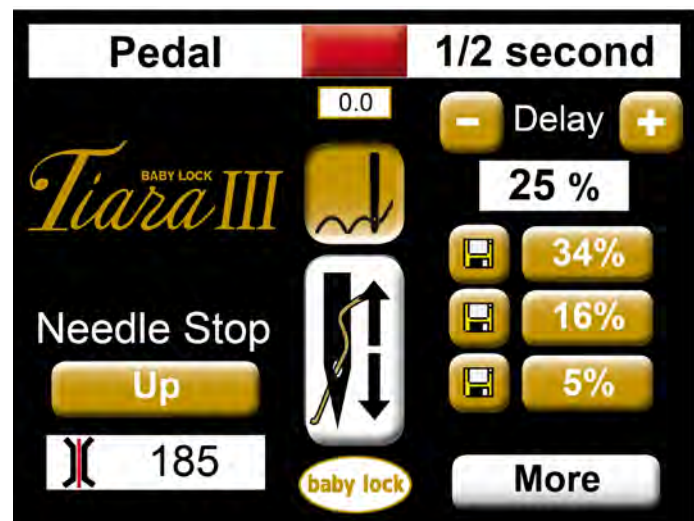 Pedal
1/2 second
0.0
- Delay +
BABY LOCK
Tiara III
25 %
34%
16%
5%
Needle Stop
Up
185
baby lock
More